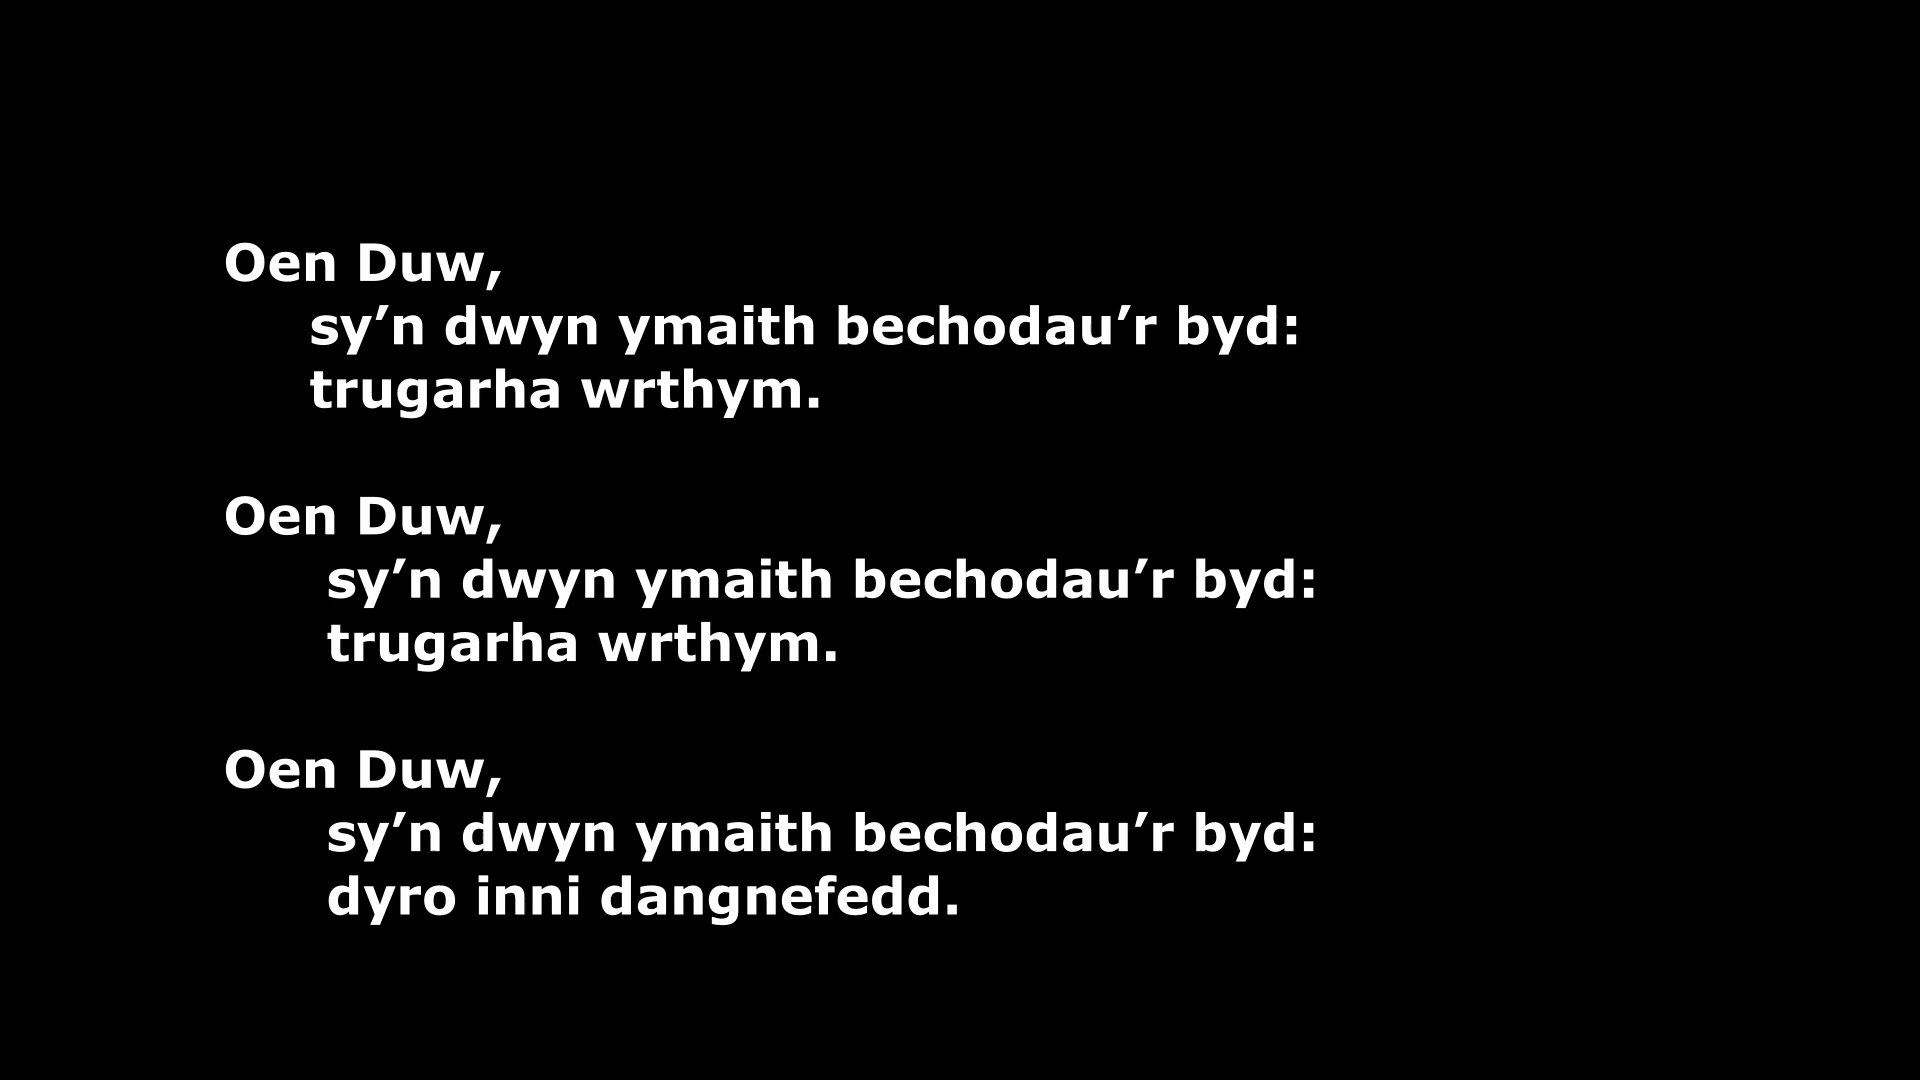 Oen Duw,
sy’n dwyn ymaith bechodau’r byd:
trugarha wrthym.
Oen Duw,
sy’n dwyn ymaith bechodau’r byd:
trugarha wrthym.
Oen Duw,
sy’n dwyn ymaith bechodau’r byd:
dyro inni dangnefedd.